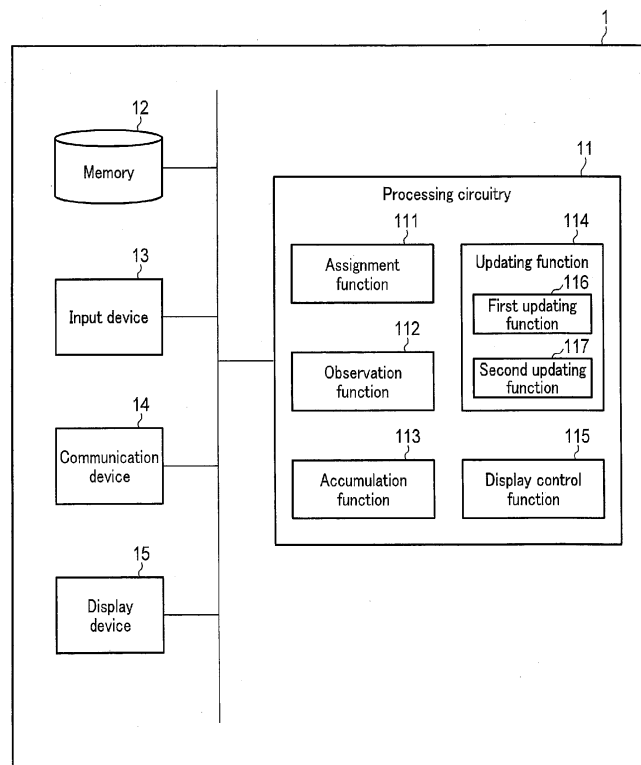 1
12
Memory
13
Input device
14
Communication
device
15
Display
device
11
Processing circuitry
111
Assignment
function
112
Observation
function
113
Accumulation
function
114
Updating function
116
First updating
function
117
Second updating
function
115
Display control
function